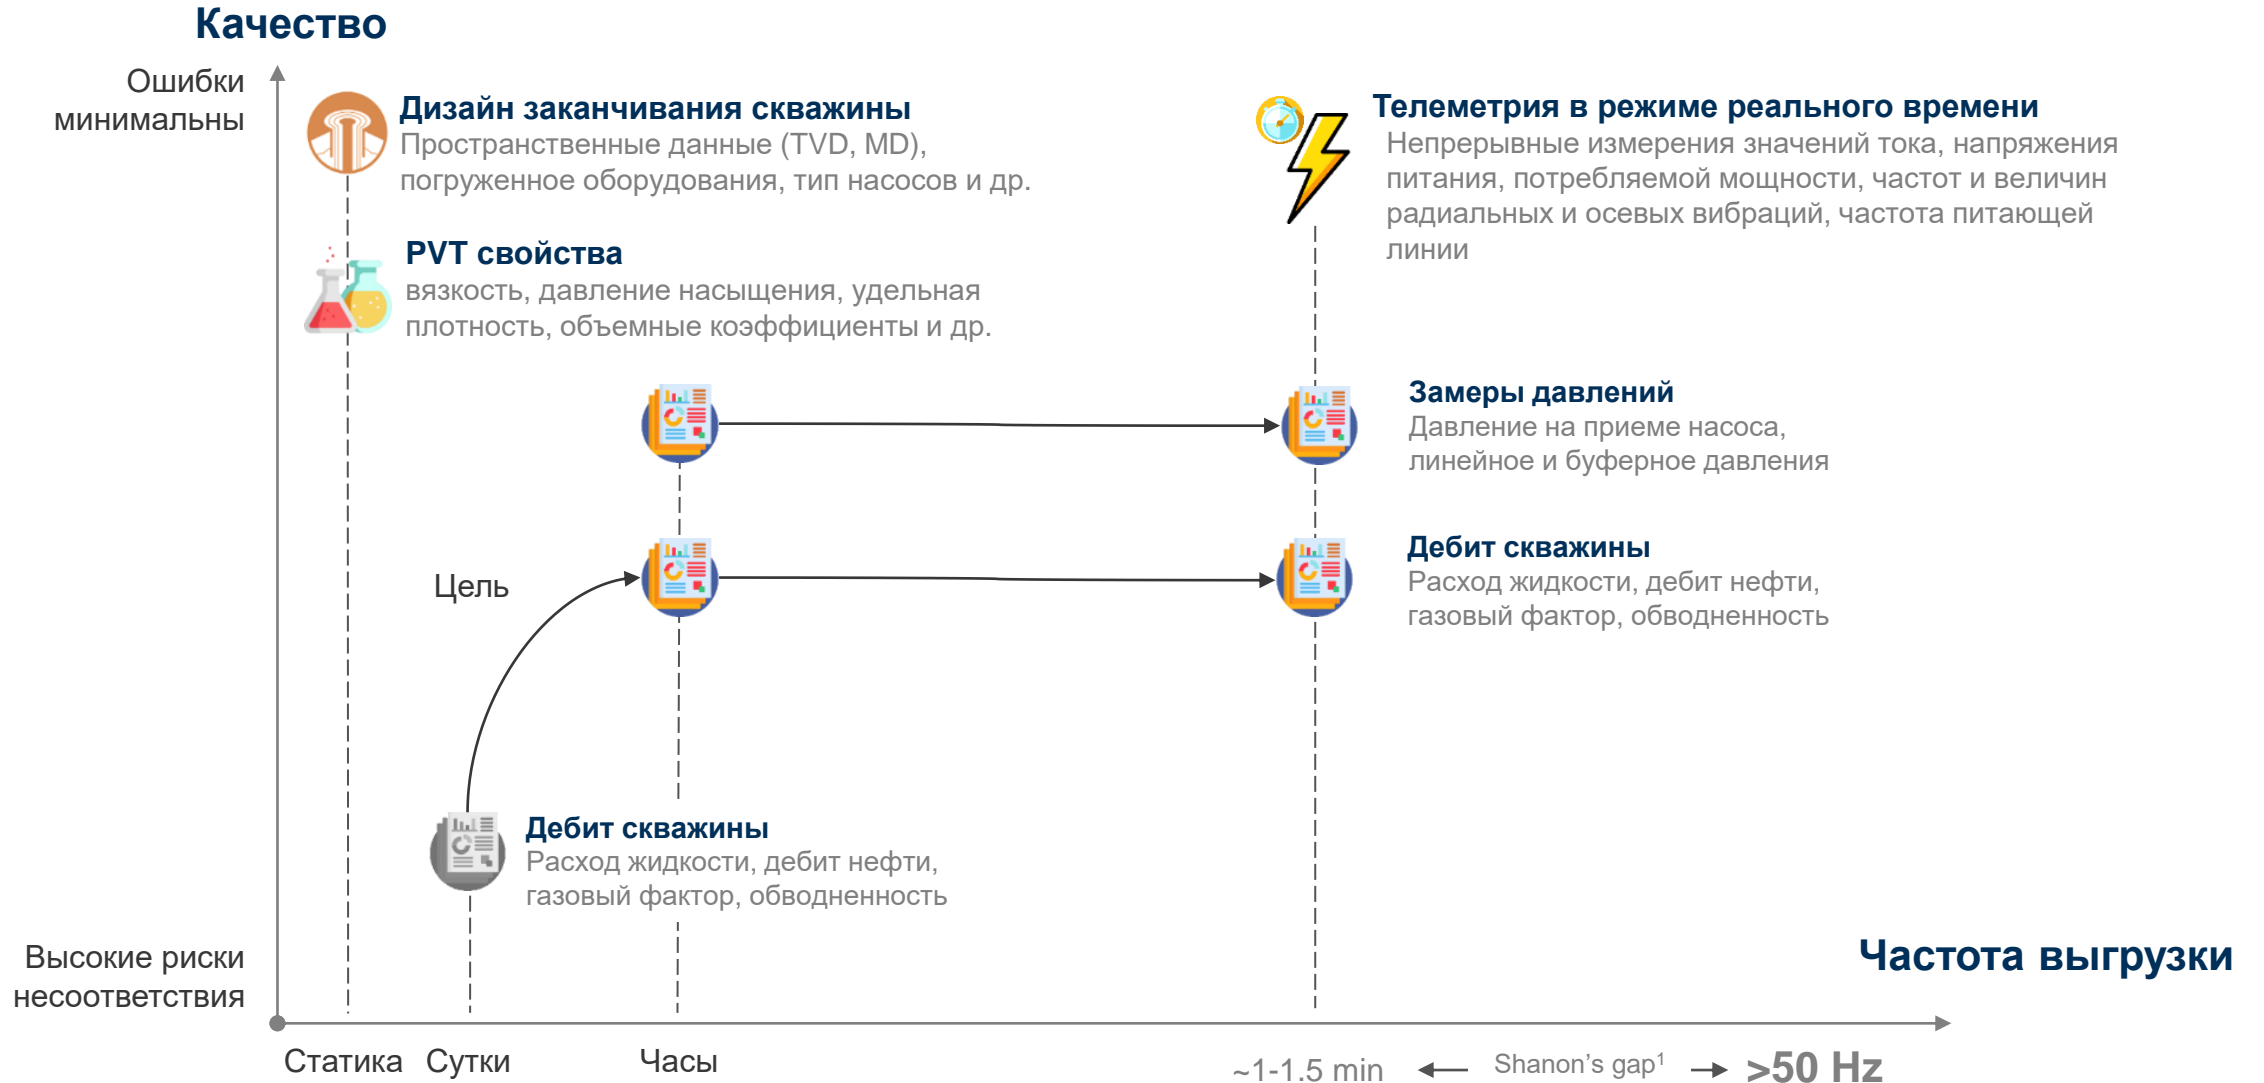 Качество
Ошибки
минимальны
Дизайн заканчивания скважины
Пространственные данные (TVD, MD),
погруженное оборудования, тип насосов и др.
PVT свойства
вязкость, давление насыщения, удельная
плотность, объемные коэффициенты и др.
Телеметрия в режиме реального времени
Непрерывные измерения значений тока, напряжения
питания, потребляемой мощности, частот и величин
радиальных и осевых вибраций, частота питающей
линии
Замеры давлений
Давление на приеме насоса,
линейное и буферное давления
Дебит скважины
Расход жидкости, дебит нефти,
газовый фактор, обводненность
Цель
Дебит скважины
Расход жидкости, дебит нефти,
газовый фактор, обводненность
Высокие риски
несоответствия
Частота выгрузки
Статика
Сутки
Часы
~1-1.5 min
Shanon’s gap¹
>50 Hz